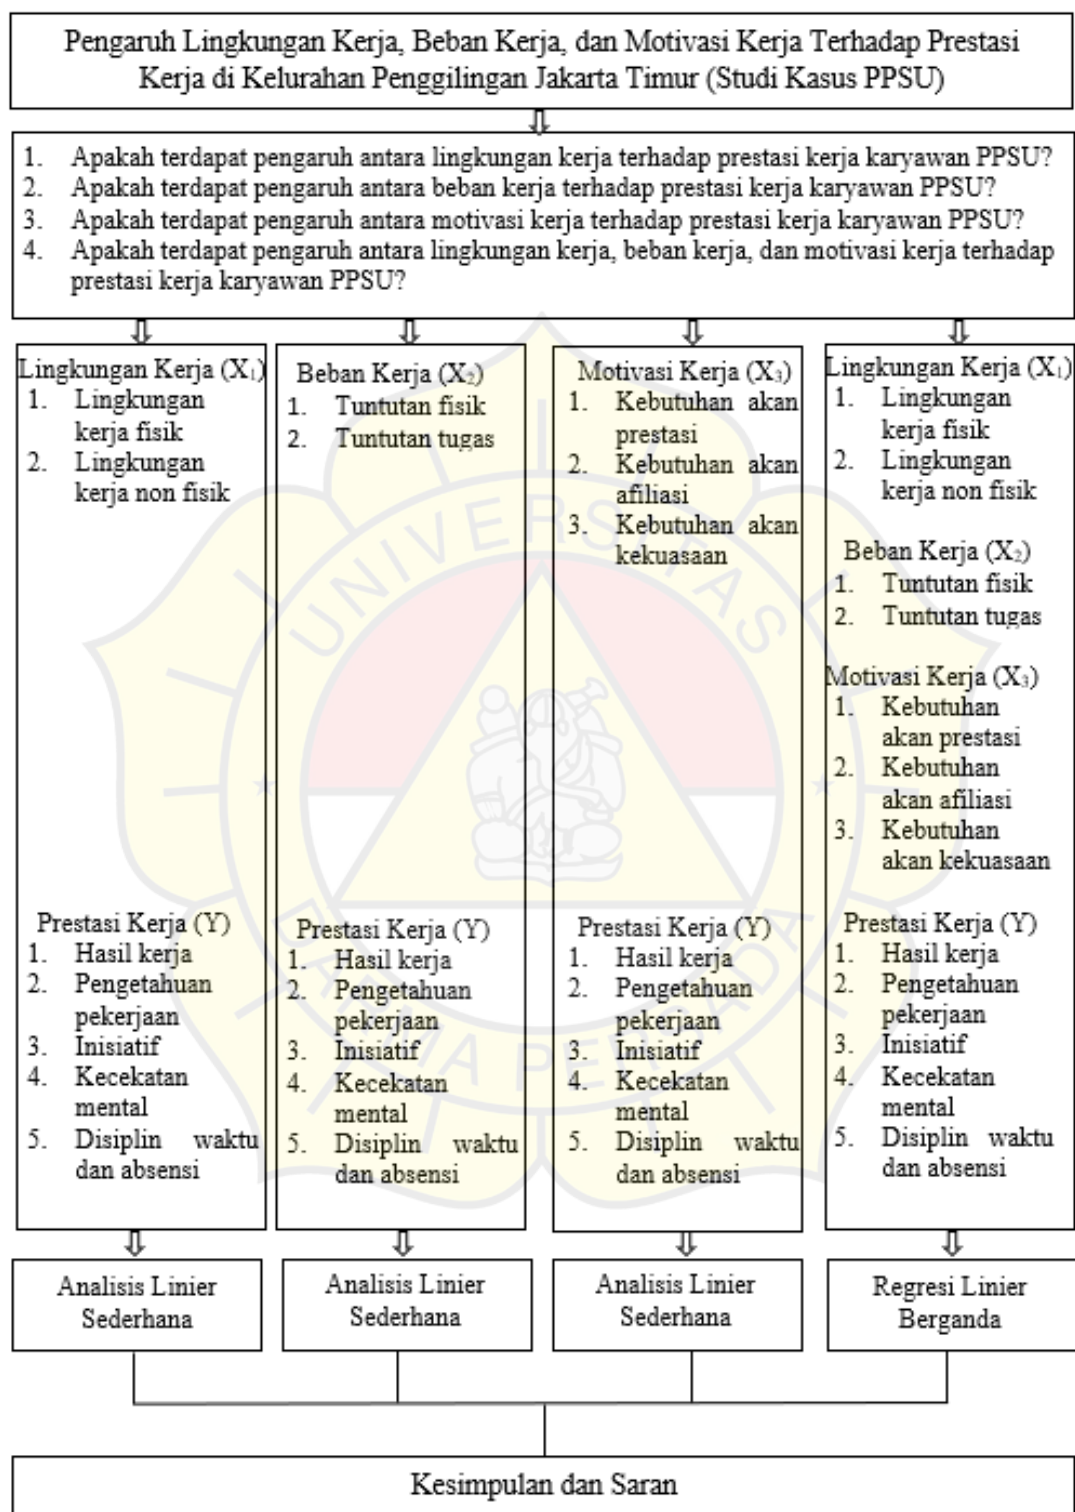 Pengaruh Lingkungan Kerja, Beban Kerja, dan Motivasi Kerja Terhadap Prestasi
Kerja di Kelurahan Penggilingan Jakarta Timur (Studi Kasus PPSU)
1. Apakah terdapat pengaruh antara lingkungan kerja terhadap prestasi kerja karyawan PPSU?
2. Apakah terdapat pengaruh antara beban kerja terhadap prestasi kerja karyawan PPSU?
3. Apakah terdapat pengaruh antara motivasi kerja terhadap prestasi kerja karyawan PPSU?
4. Apakah terdapat pengaruh antara lingkungan kerja, beban kerja, dan motivasi kerja terhadap
prestasi kerja karyawan PPSU?
Lingkungan Kerja (X₁)
1. Lingkungan
kerja fisik
2. Lingkungan
kerja non fisik
Prestasi Kerja (Y)
1. Hasil kerja
2. Pengetahuan
pekerjaan
3. Inisiatif
4. Kecekatan
mental
5. Disiplin waktu
dan absensi
Beban Kerja (X₂)
1. Tuntutan fisik
2. Tuntutan tugas
Prestasi Kerja (Y)
1. Hasil kerja
2. Pengetahuan
pekerjaan
3. Inisiatif
4. Kecekatan
mental
5. Disiplin waktu
dan absensi
Motivasi Kerja (X₃)
1. Kebutuhan akan
prestasi
2. Kebutuhan akan
afiliasi
3. Kebutuhan akan
kekuasaan
Prestasi Kerja (Y)
1. Hasil kerja
2. Pengetahuan
pekerjaan
3. Inisiatif
4. Kecekatan
mental
5. Disiplin waktu
dan absensi
Lingkungan Kerja (X₁)
1. Lingkungan
kerja fisik
2. Lingkungan
kerja non fisik
Beban Kerja (X₂)
1. Tuntutan fisik
2. Tuntutan tugas
Motivasi Kerja (X₃)
1. Kebutuhan
akan prestasi
2. Kebutuhan
akan afiliasi
3. Kebutuhan
akan kekuasaan
Prestasi Kerja (Y)
1. Hasil kerja
2. Pengetahuan
pekerjaan
3. Inisiatif
4. Kecekatan
mental
5. Disiplin waktu
dan absensi
Analisis Linier
Sederhana
Analisis Linier
Sederhana
Analisis Linier
Sederhana
Regresi Linier
Berganda
Kesimpulan dan Saran
UNIVERSITAS
DARMA PERSADA